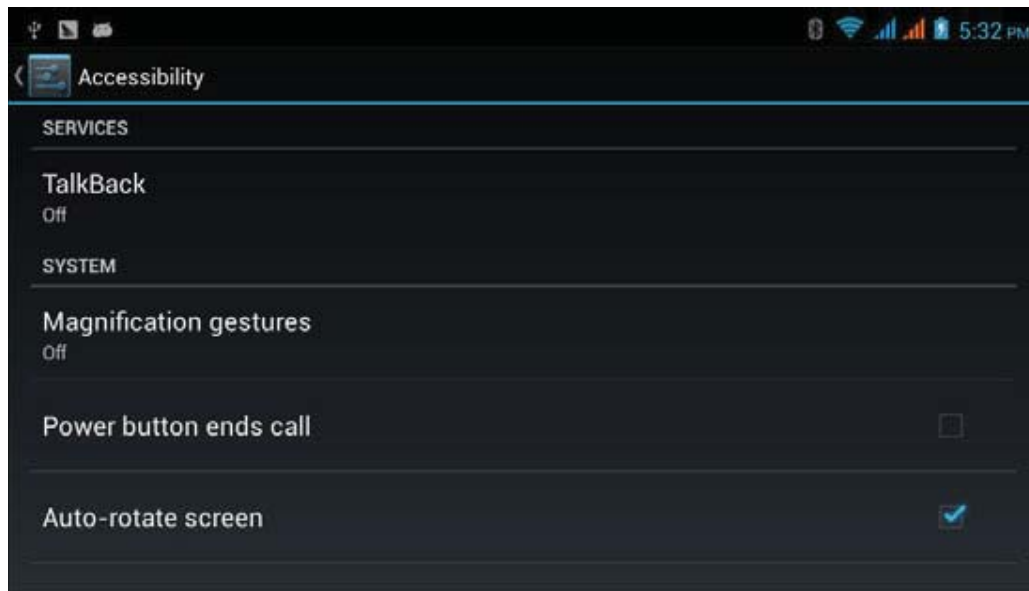 5:32 PM
Accessibility
SERVICES
TalkBack
Off
SYSTEM
Magnification gestures
Off
Power button ends call
Auto-rotate screen